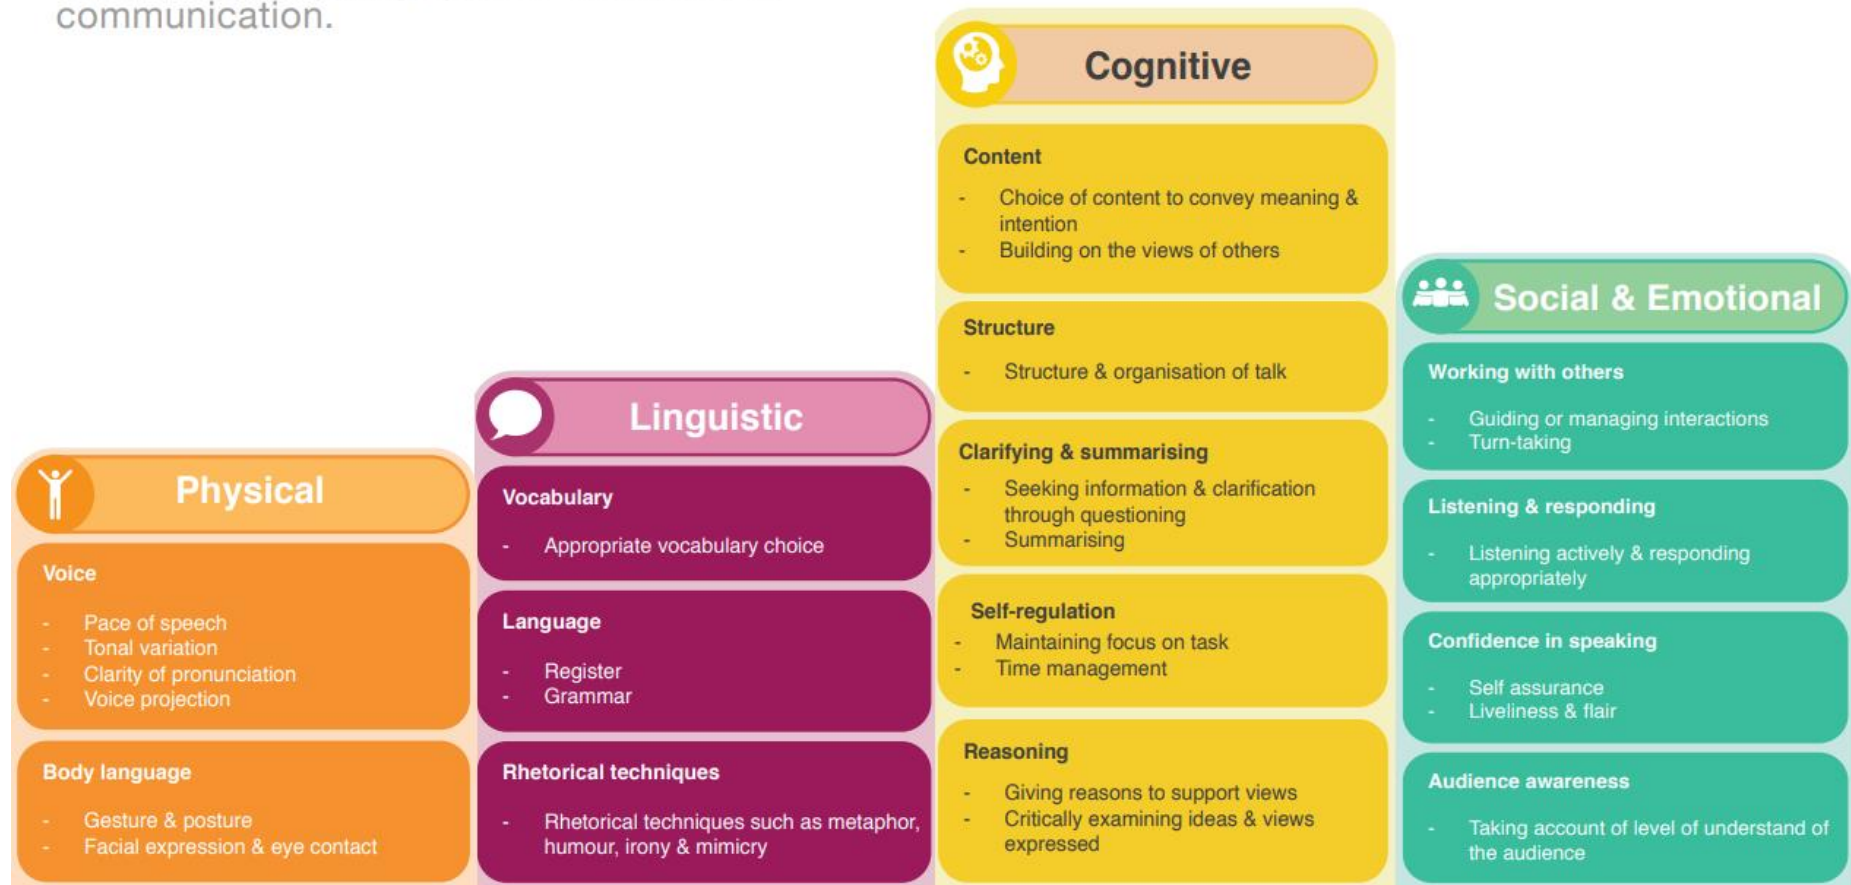 communication.
Physical
Voice
- Pace of speech
- Tonal variation
- Clarity of pronunciation
- Voice projection
Body language
- Gesture & posture
- Facial expression & eye contact
Linguistic
Vocabulary
- Appropriate vocabulary choice
Language
- Register
- Grammar
Rhetorical techniques
- Rhetorical techniques such as metaphor,
humour, irony & mimicry
Cognitive
Content
- Choice of content to convey meaning &
intention
- Building on the views of others
Structure
- Structure & organisation of talk
Clarifying & summarising
- Seeking information & clarification
through questioning
- Summarising
Self-regulation
- Maintaining focus on task
- Time management
Reasoning
- Giving reasons to support views
- Critically examining ideas & views
expressed
Social & Emotional
Working with others
- Guiding or managing interactions
- Turn-taking
Listening & responding
- Listening actively & responding
appropriately
Confidence in speaking
- Self assurance
- Liveliness & flair
Audience awareness
- Taking account of level of understand of
the audience